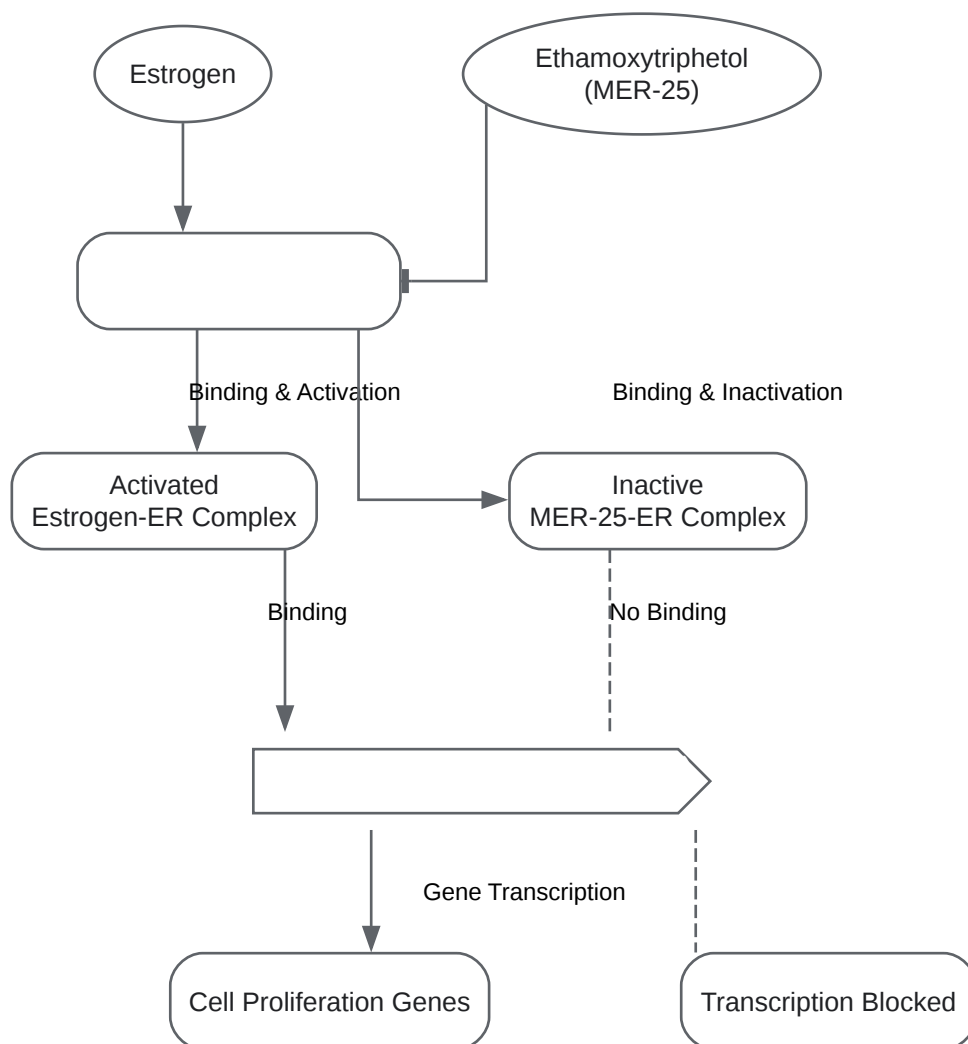 Estrogen
Ethamoxytriphetol
(MER-25)
Binding & Activation
Binding & Inactivation
Activated
Estrogen-ER Complex
Inactive
MER-25-ER Complex
Binding
No Binding
Gene Transcription
Cell Proliferation Genes
Transcription Blocked